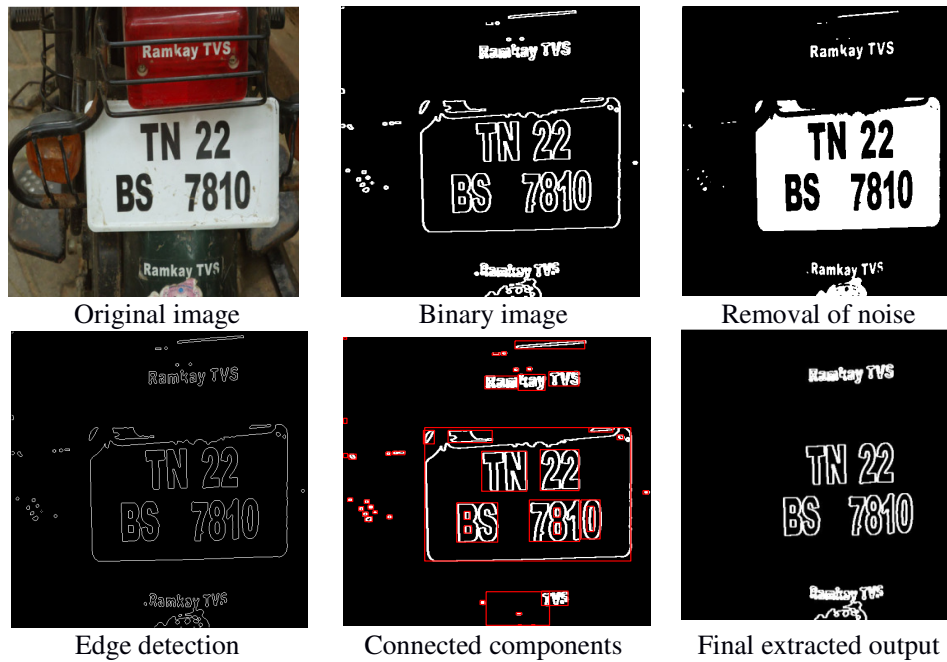 Ramkay TVS
TN 22
BS 7810
Ramkay TVS
Original image
Ramkay TVS
TN 22
BS 7810
Ramkay TVS
Binary image
Ramkay TVS
TN 22
BS 7810
Ramkay TVS
Removal of noise
Ramkay TVS
TN 22
BS 7810
Ramkay TVS
Edge detection
Ramkay TVS
TN 22
BS 7810
TVS
Connected components
Ramkay TVS
TN 22
BS 7810
Ramkay TVS
Final extracted output